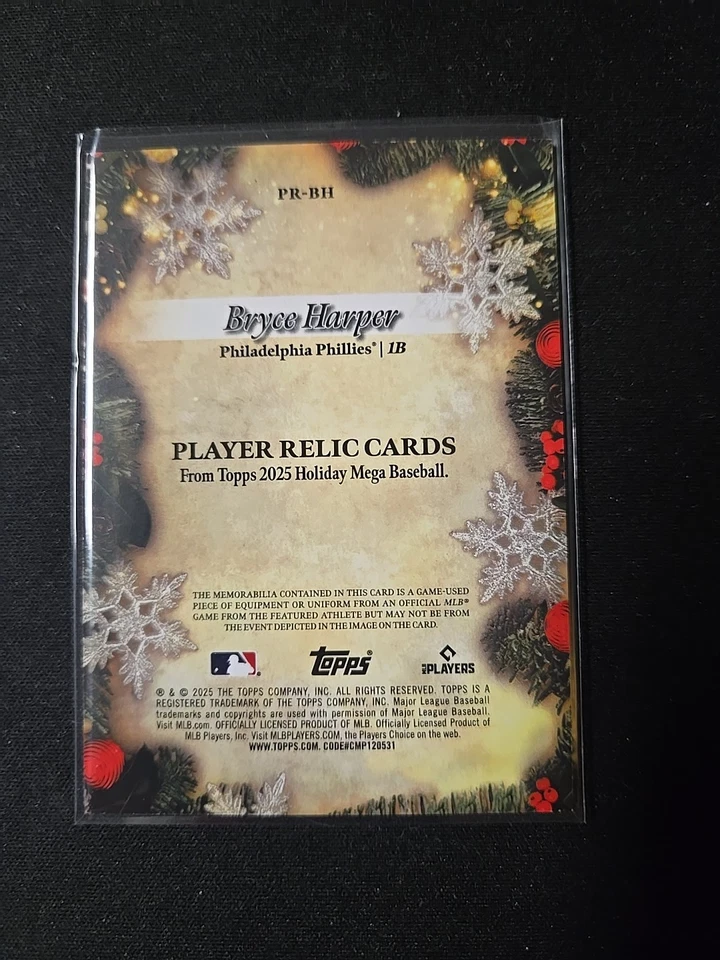 PR-BH
Bryce Harper
Philadelphia Phillies® | 1B
PLAYER RELIC CARDS
From Topps 2025 Holiday Mega Baseball.
THE MEMORABILIA CONTAINED IN THIS CARD IS A GAME-USED
PIECE OF EQUIPMENT OR UNIFORM FROM AN OFFICIAL MLB®
GAME FROM THE FEATURED ATHLETE BUT MAY NOT BE FROM
THE EVENT DEPICTED IN THE IMAGE ON THE CARD.
topps® PLAYERS
® & © 2025 THE TOPPS COMPANY, INC. ALL RIGHTS RESERVED. TOPPS IS A
REGISTERED TRADEMARK OF THE TOPPS COMPANY, INC. Major League Baseball
trademarks and copyrights are used with permission of Major League Baseball.
Visit MLB.com. OFFICIALLY LICENSED PRODUCT OF MLB. Officially Licensed Product of
MLB Players, Inc. Visit MLBPLAYERS.COM, the Players Choice on the web.
WWW.TOPPS.COM. CODE#CMP120531